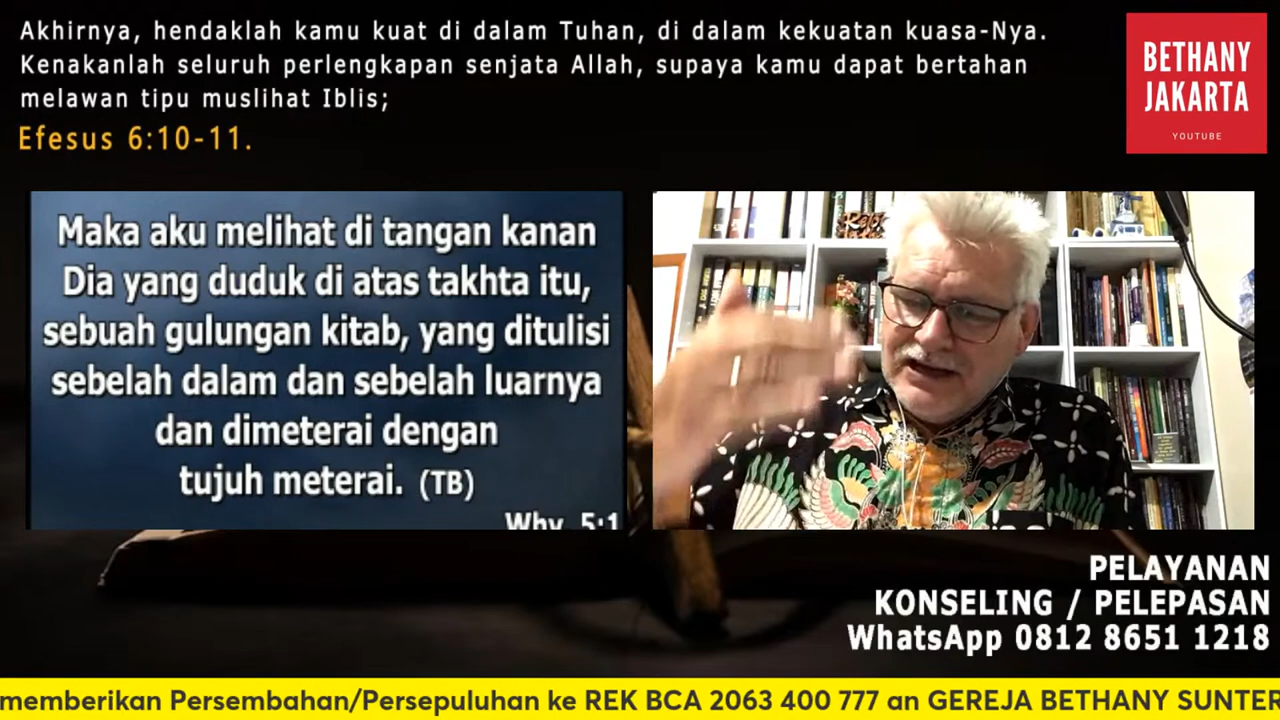 Akhirnya, hendaklah kamu kuat di dalam Tuhan, di dalam kekuatan kuasa-Nya.
Kenakanlah seluruh perlengkapan senjata Allah, supaya kamu dapat bertahan
melawan tipu muslihat Iblis;
Efesus 6:10-11.
BETHANY
JAKARTA
YOUTUBE
Maka aku melihat di tangan kanan
Dia yang duduk di atas takhta itu,
sebuah gulungan kitab, yang ditulisi
sebelah dalam dan sebelah luarnya
dan dimeterai dengan
tujuh meterai. (TB)
Why 5:1
PELAYANAN
KONSELING / PELEPASAN
WhatsApp 0812 8651 1218
memberikan Persembahan/Persepuluhan ke REK BCA 2063 400 777 an GEREJA BETHANY SUNTER